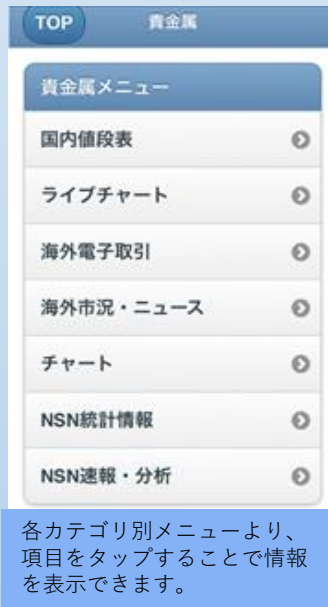 TOP 貴金属
貴金属メニュー
国内値段表
ライブチャート
海外電子取引
海外市況・ニュース
チャート
NSN統計情報
NSN速報・分析
各カテゴリ別メニューより、
項目をタップすることで情報
を表示できます。